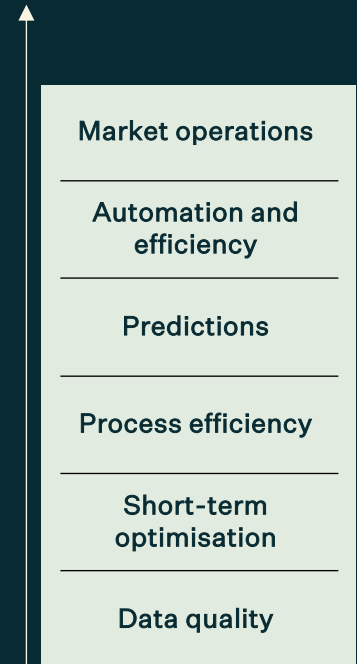 Market operations
Automation and
efficiency
Predictions
Process efficiency
Short-term
optimisation
Data quality